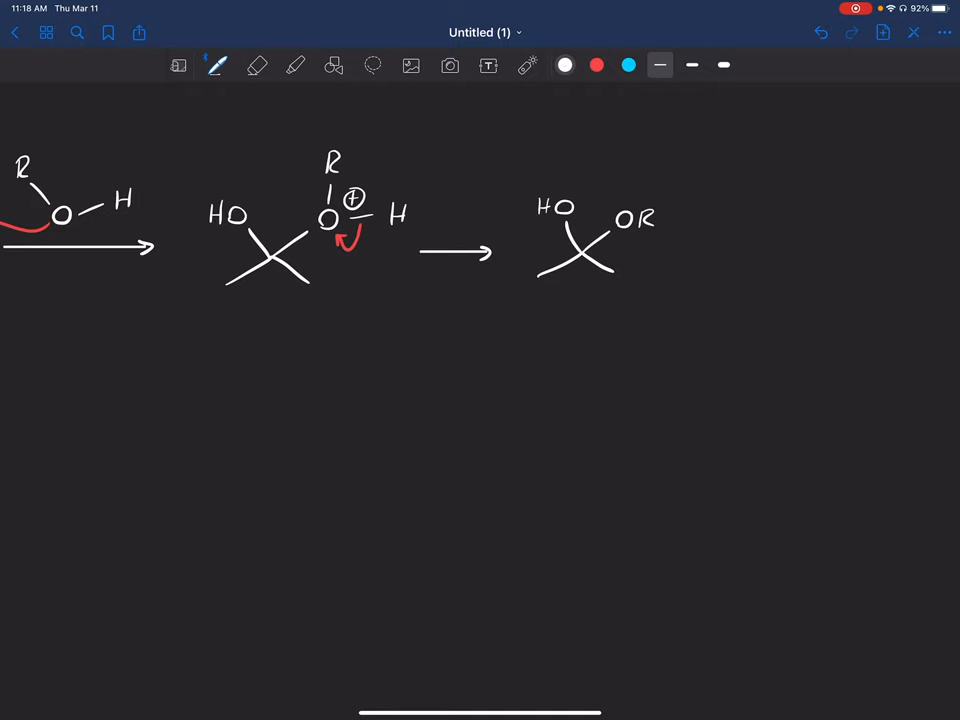 11:18 AM Thu Mar 11
92%
Untitled (1)
T
R
O H
R
HO O ⊕ H
HO OR